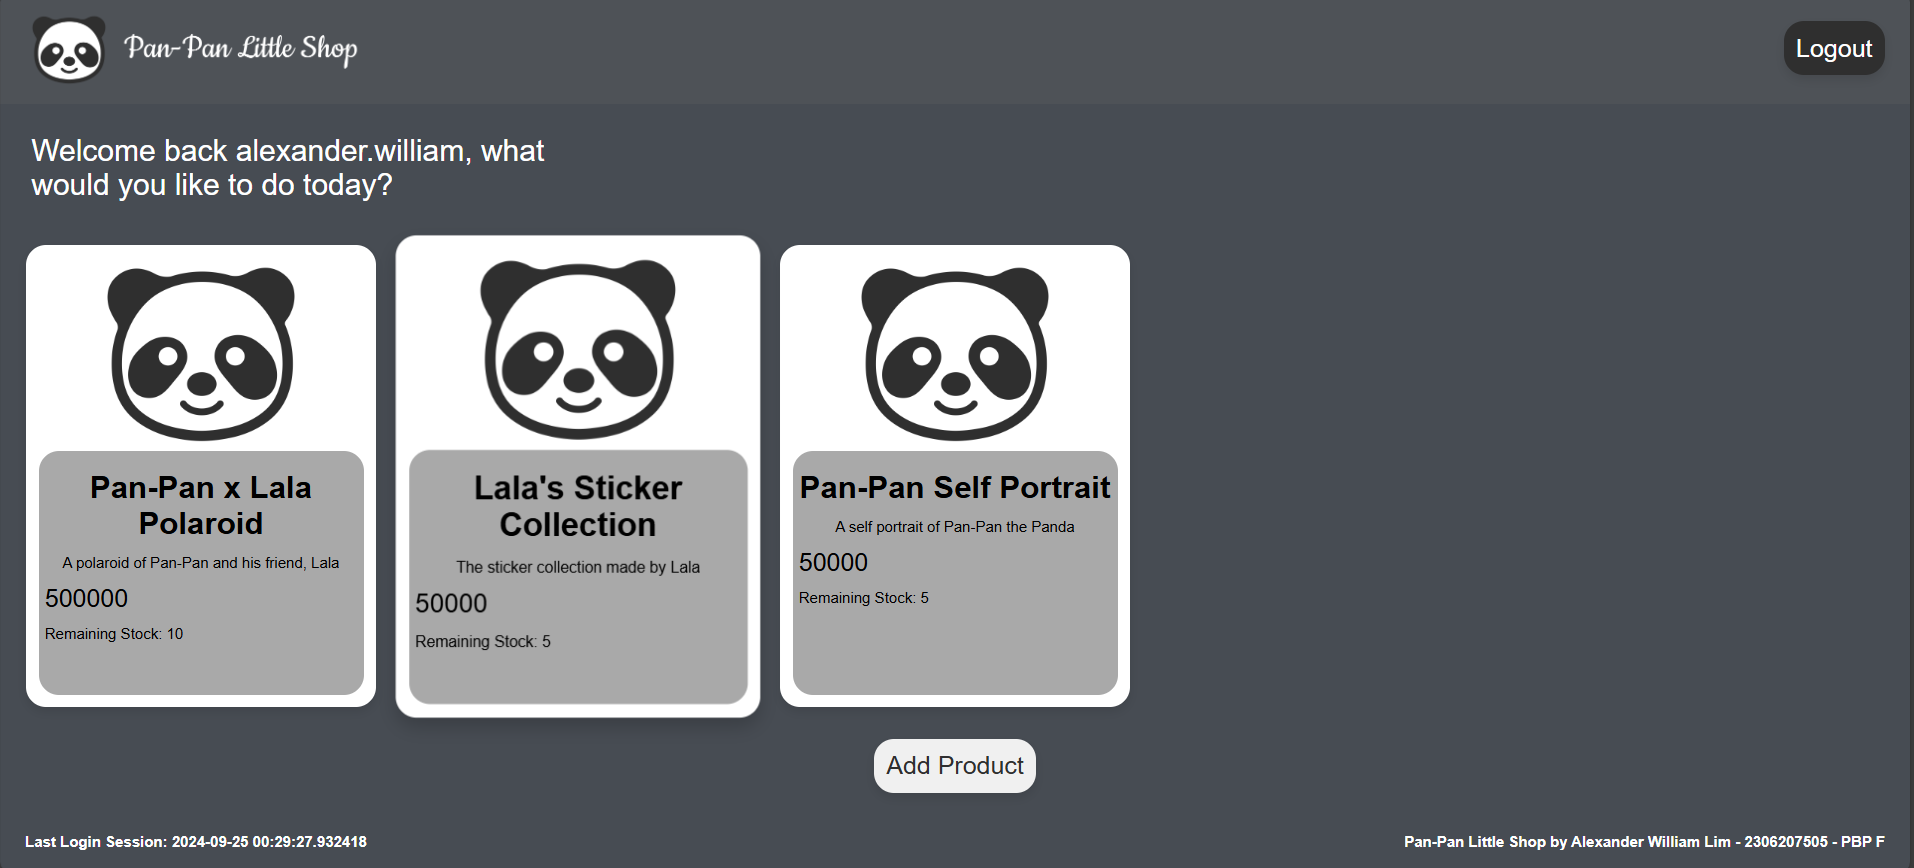 Pan-Pan Little Shop
Logout
Welcome back alexander.william, what
would you like to do today?
Pan-Pan x Lala
Polaroid
A polaroid of Pan-Pan and his friend, Lala
500000
Remaining Stock: 10
Lala's Sticker
Collection
The sticker collection made by Lala
50000
Remaining Stock: 5
Pan-Pan Self Portrait
A self portrait of Pan-Pan the Panda
50000
Remaining Stock: 5
Add Product
Last Login Session: 2024-09-25 00:29:27.932418
Pan-Pan Little Shop by Alexander William Lim - 2306207505 - PBP F